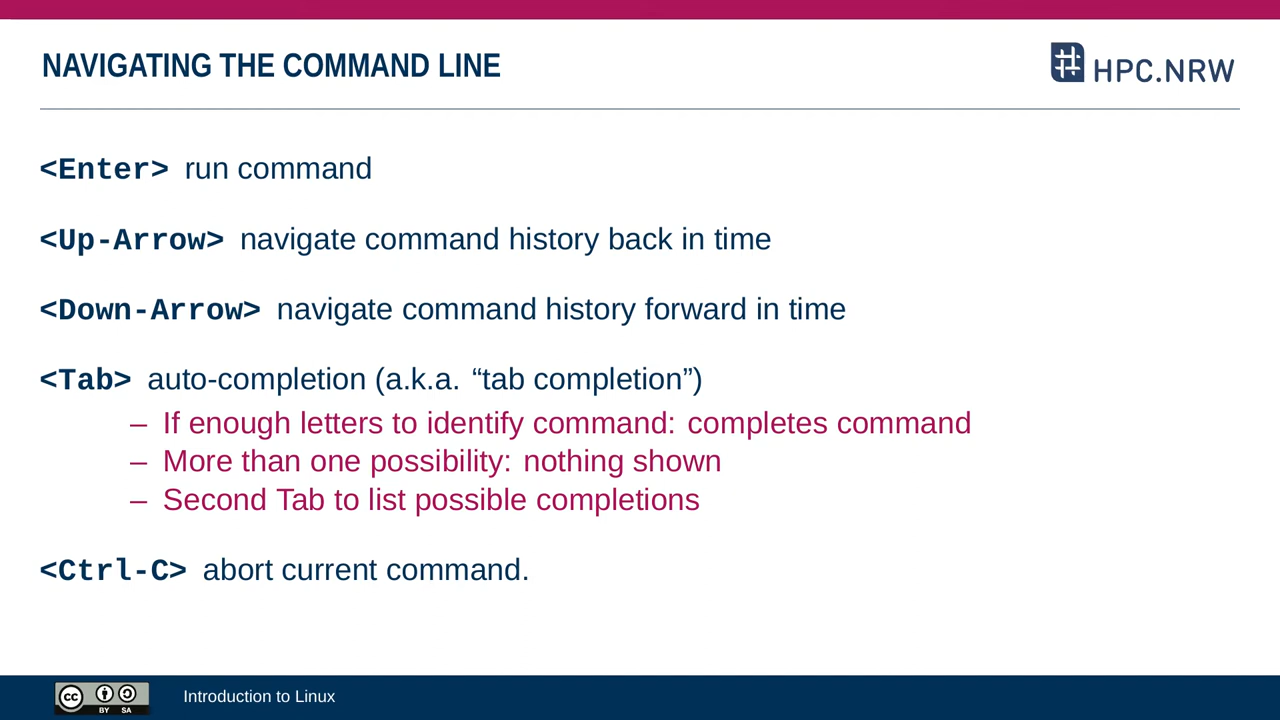 NAVIGATING THE COMMAND LINE
HPC.NRW
<Enter> run command
<Up-Arrow> navigate command history back in time
<Down-Arrow> navigate command history forward in time
<Tab> auto-completion (a.k.a. “tab completion”)
– If enough letters to identify command: completes command
– More than one possibility: nothing shown
– Second Tab to list possible completions
<Ctrl-C> abort current command.
cc BY SA
Introduction to Linux